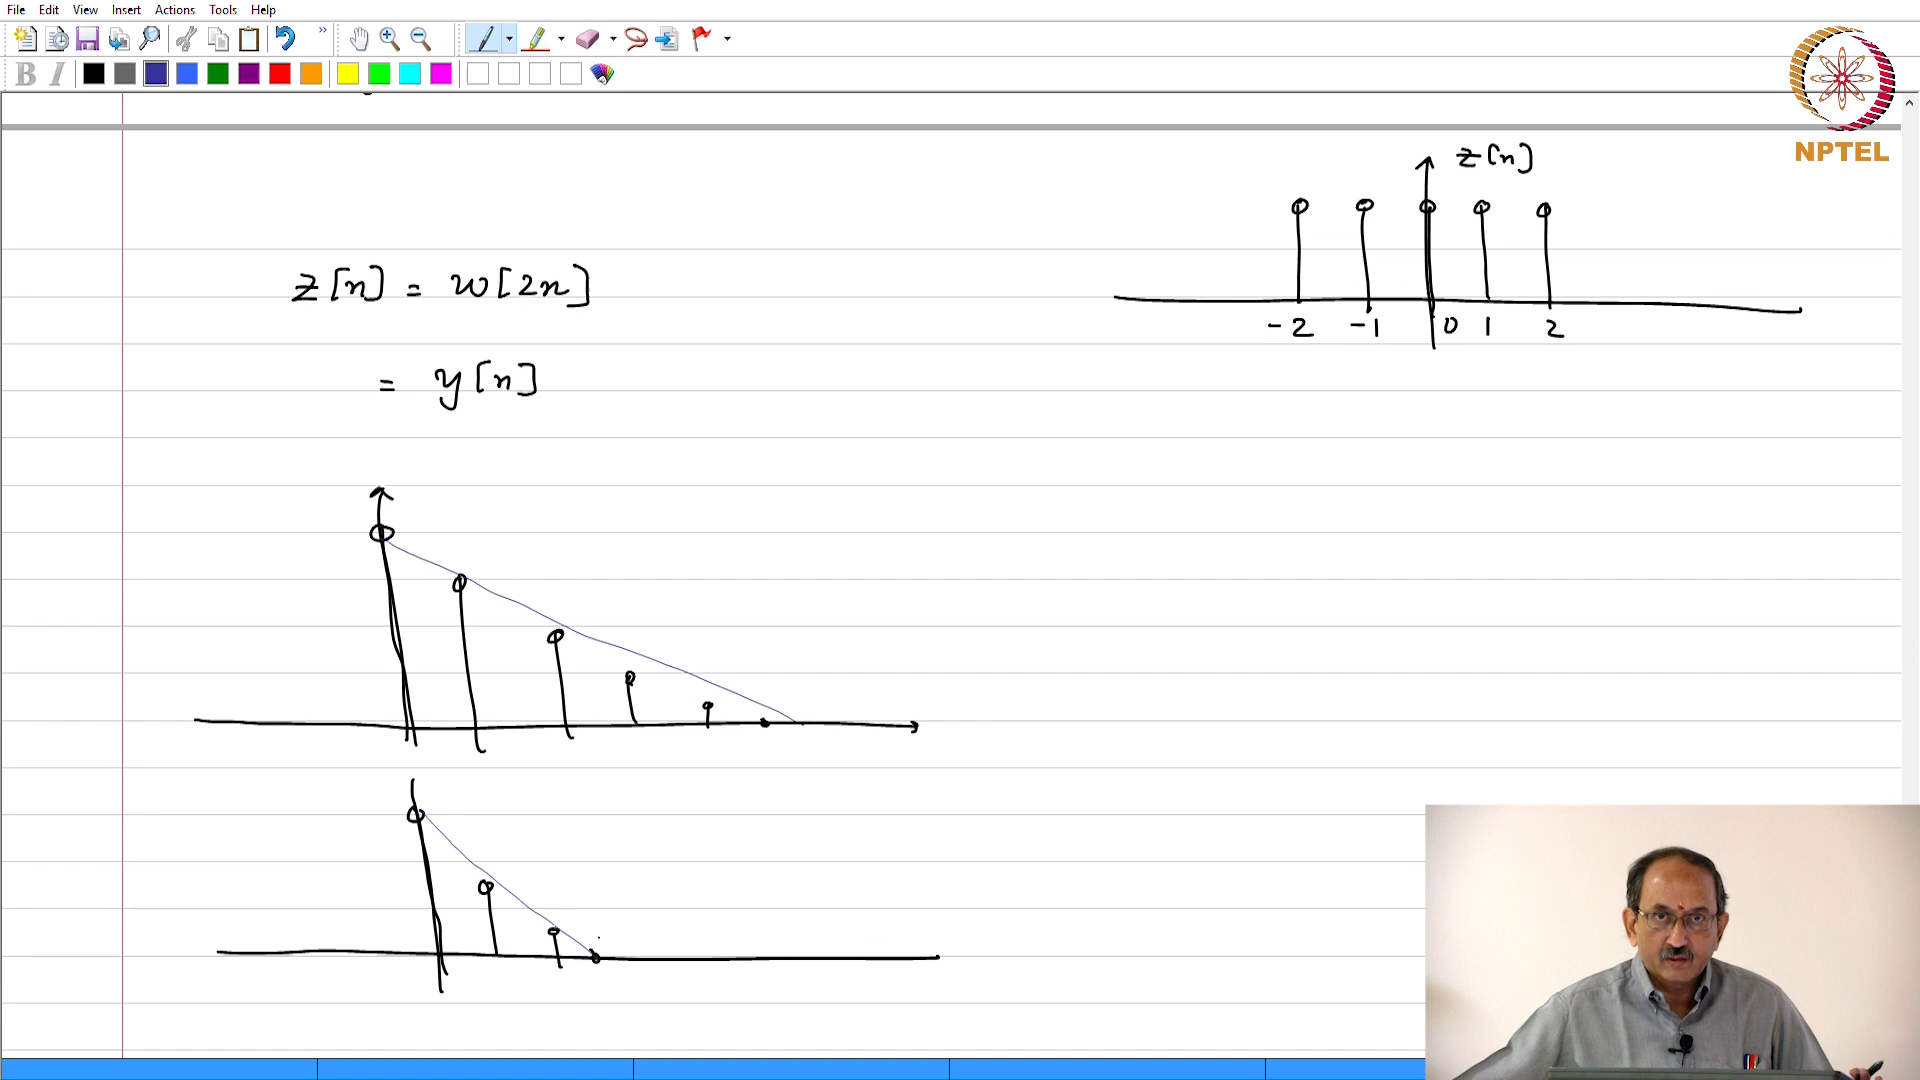 File Edit View Insert Actions Tools Help
B I
NPTEL
z[n]
-2 -1 0 1 2
z[n] = w[2n]
= y[n]